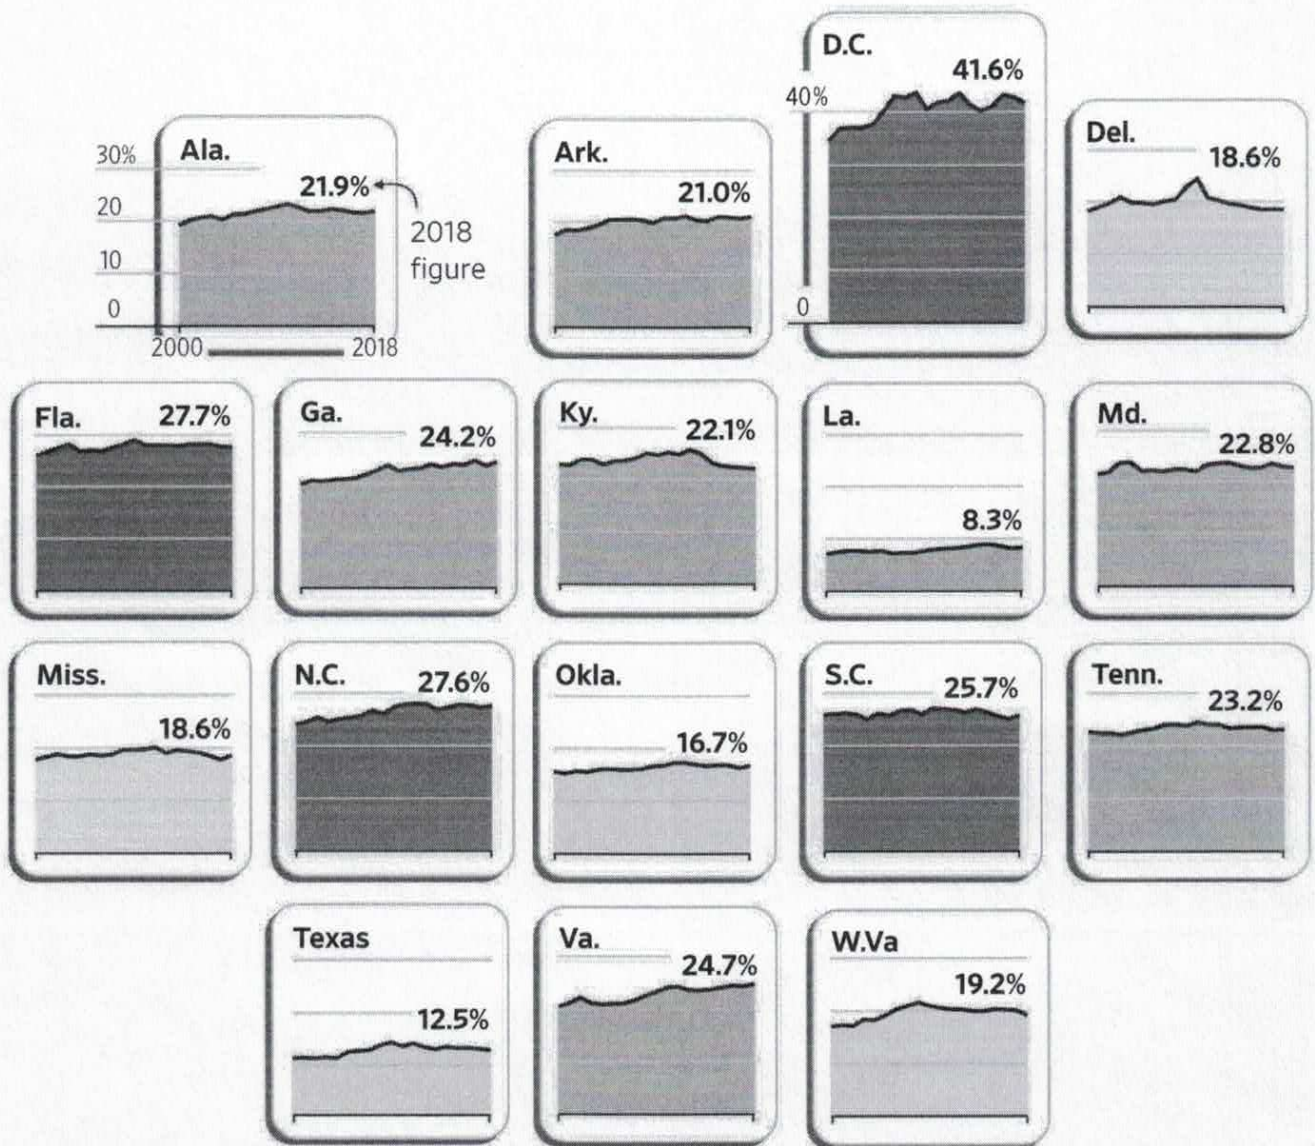 D.C.
41.6%
40%
0
Ala.
30%
21.9%
20
10
0
2018
figure
2000
2018
Ark.
21.0%
Del.
18.6%
Fla.
27.7%
Ga.
24.2%
Ky.
22.1%
La.
8.3%
Md.
22.8%
Miss.
18.6%
N.C.
27.6%
Okla.
16.7%
S.C.
25.7%
Tenn.
23.2%
Texas
12.5%
Va.
24.7%
W.Va
19.2%